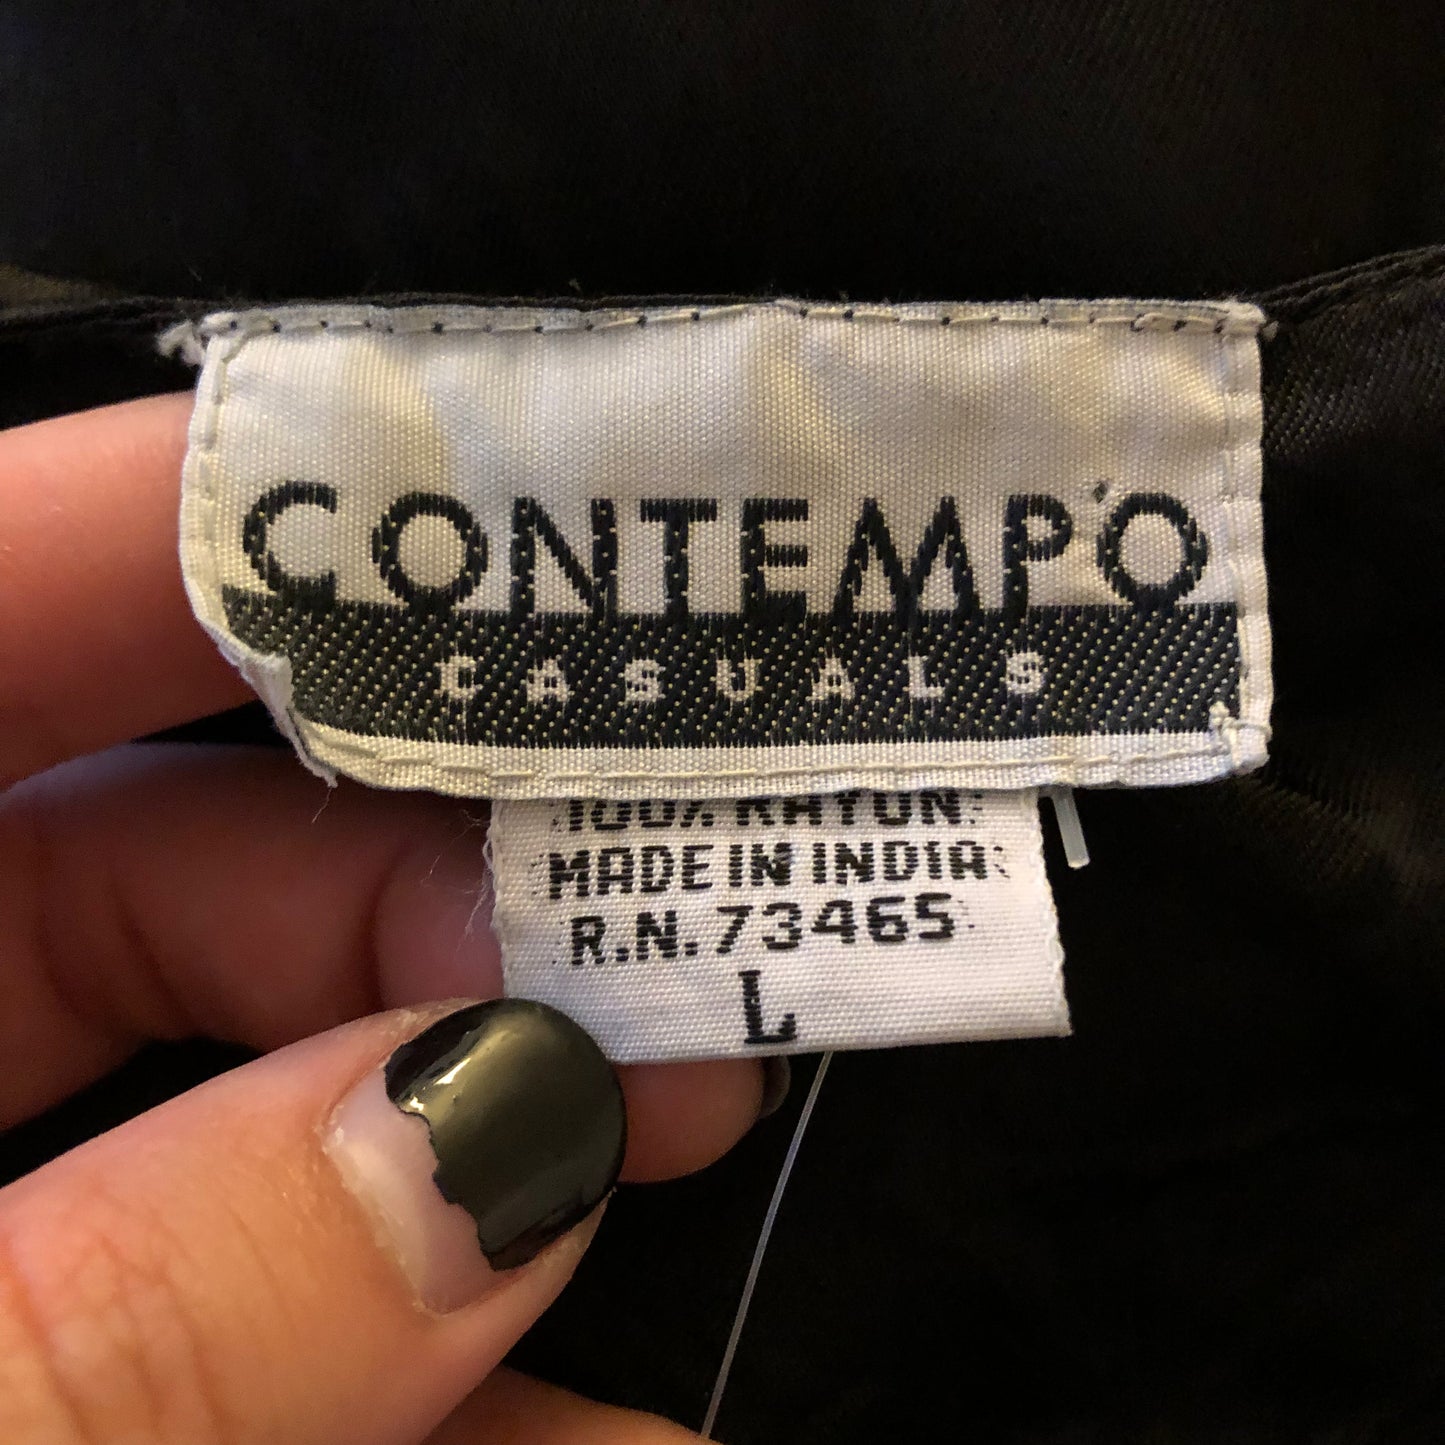 CONTEMPO
CASUALS
100% RAYON
MADE IN INDIA
R.N. 73465
L